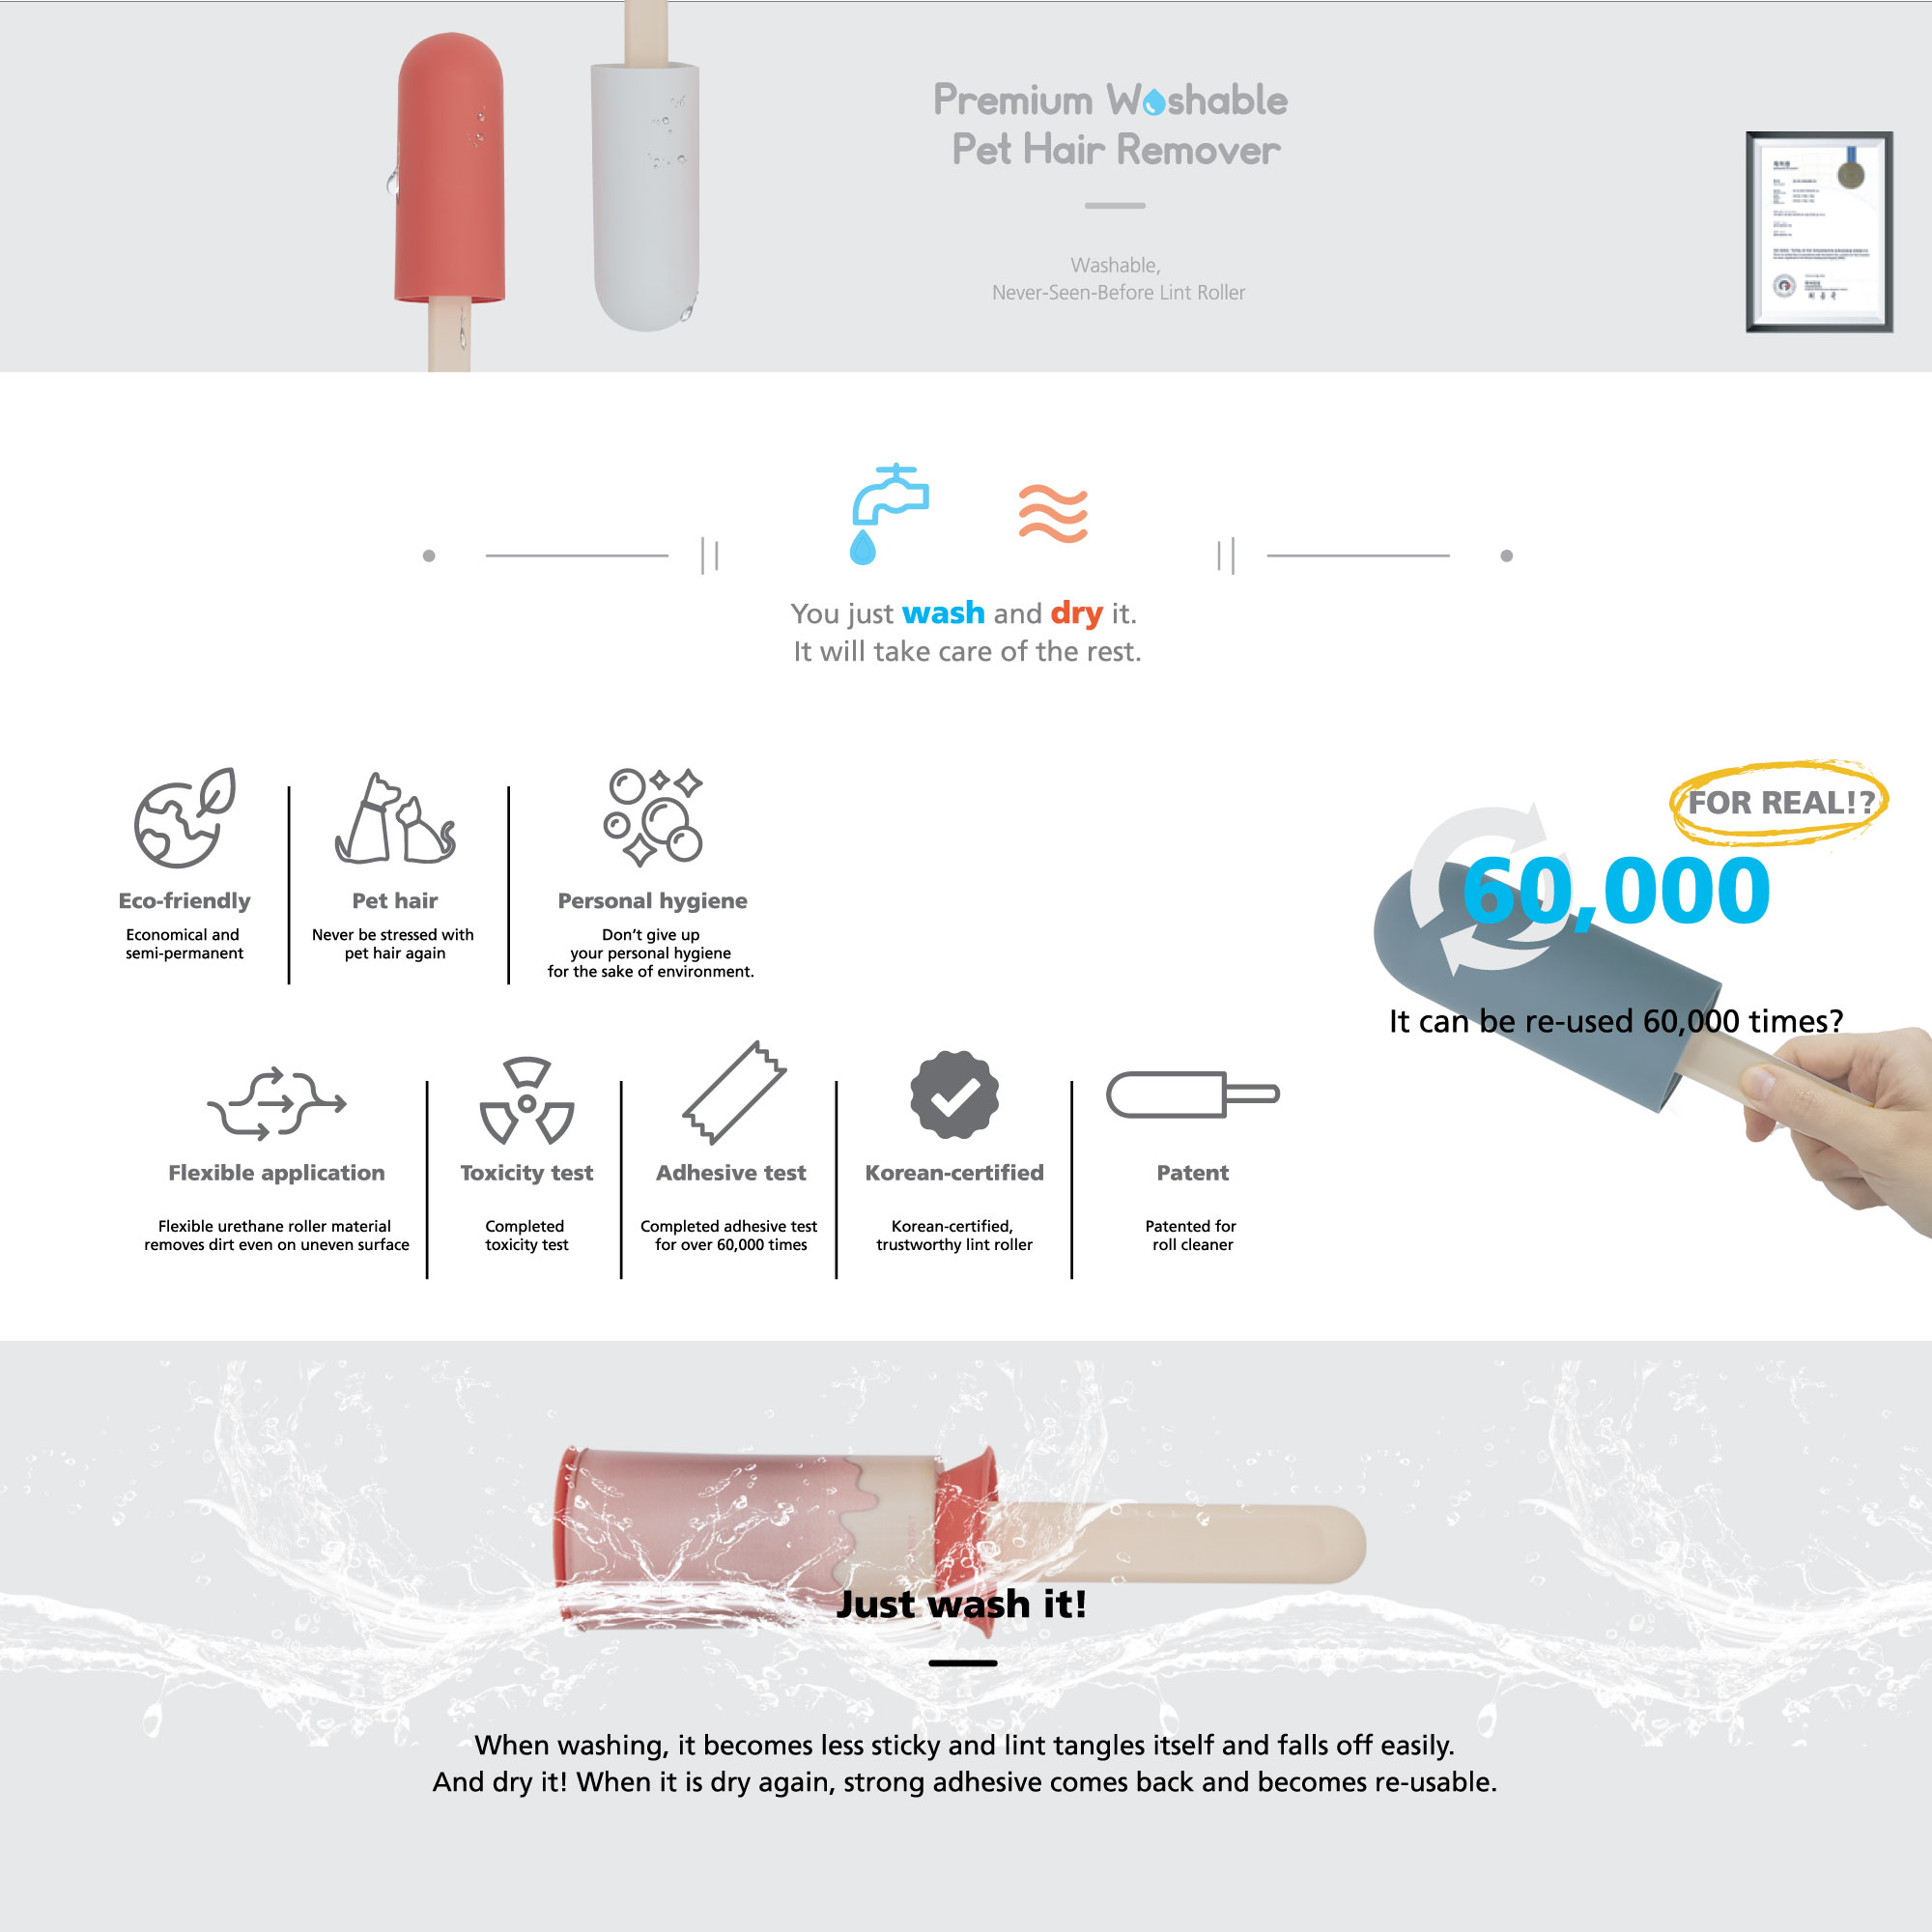 Premium Washable
Pet Hair Remover
Washable,
Never-Seen-Before Lint Roller
You just wash and dry it.
It will take care of the rest.
Eco-friendly
Economical and
semi-permanent
Pet hair
Never be stressed with
pet hair again
Personal hygiene
Don't give up
your personal hygiene
for the sake of environment.
FOR REAL!?
60,000
It can be re-used 60,000 times?
Flexible application
Flexible urethane roller material
removes dirt even on uneven surface
Toxicity test
Completed
toxicity test
Adhesive test
Completed adhesive test
for over 60,000 times
Korean-certified
Korean-certified,
trustworthy lint roller
Patent
Patented for
roll cleaner
Just wash it!
When washing, it becomes less sticky and lint tangles itself and falls off easily.
And dry it! When it is dry again, strong adhesive comes back and becomes re-usable.